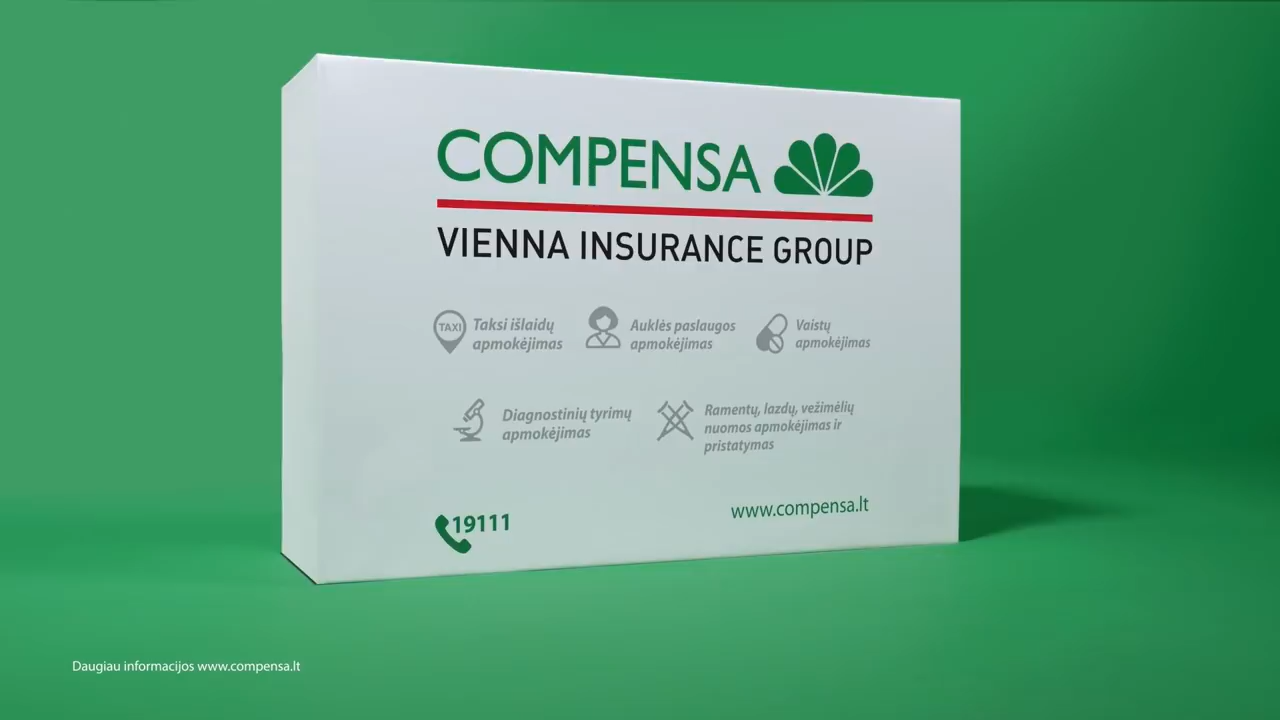 COMPENSA
VIENNA INSURANCE GROUP
TAXI
Taksi išlaidų
apmokėjimas
Auklės paslaugos
apmokėjimas
Vaistų
apmokėjimas
Diagnostinių tyrimų
apmokėjimas
Ramentų, lazdų, vežimėlių
nuomos apmokėjimas ir
pristatymas
19111
www.compensa.lt
Daugiau informacijos www.compensa.lt